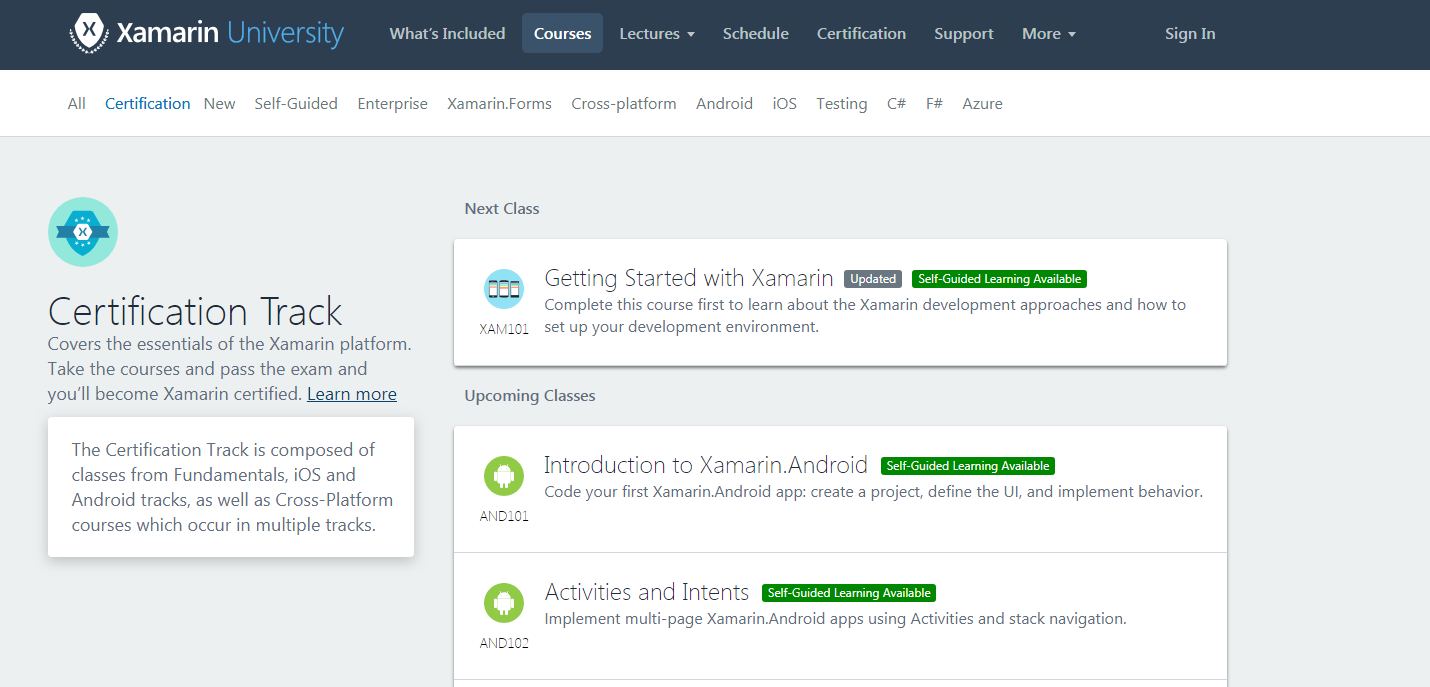 Xamarin University
What's Included
Courses
Lectures
Schedule
Certification
Support
More
Sign In
All
Certification
New
Self-Guided
Enterprise
Xamarin.Forms
Cross-platform
Android
iOS
Testing
C#
F#
Azure
Certification Track
Covers the essentials of the Xamarin platform.
Take the courses and pass the exam and
you'll become Xamarin certified. Learn more
The Certification Track is composed of
classes from Fundamentals, iOS and
Android tracks, as well as Cross-Platform
courses which occur in multiple tracks.
Next Class
Getting Started with Xamarin Updated Self-Guided Learning Available
Complete this course first to learn about the Xamarin development approaches and how to
set up your development environment.
XAM101
Upcoming Classes
Introduction to Xamarin.Android Self-Guided Learning Available
Code your first Xamarin.Android app: create a project, define the UI, and implement behavior.
AND101
Activities and Intents Self-Guided Learning Available
Implement multi-page Xamarin.Android apps using Activities and stack navigation.
AND102